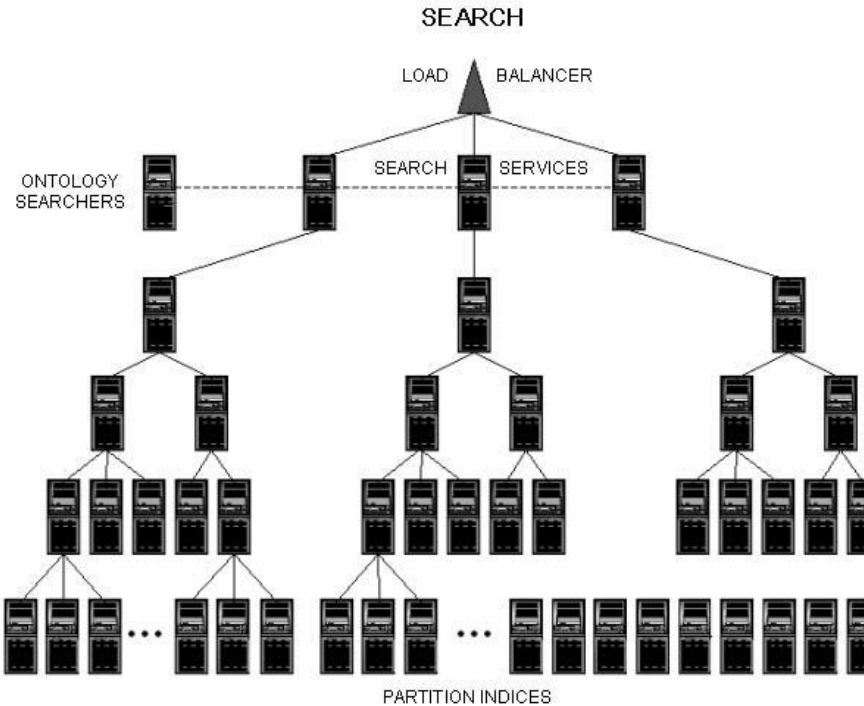 SEARCH
LOAD BALANCER
SEARCH SERVICES
ONTOLOGY
SEARCHERS
PARTITION INDICES